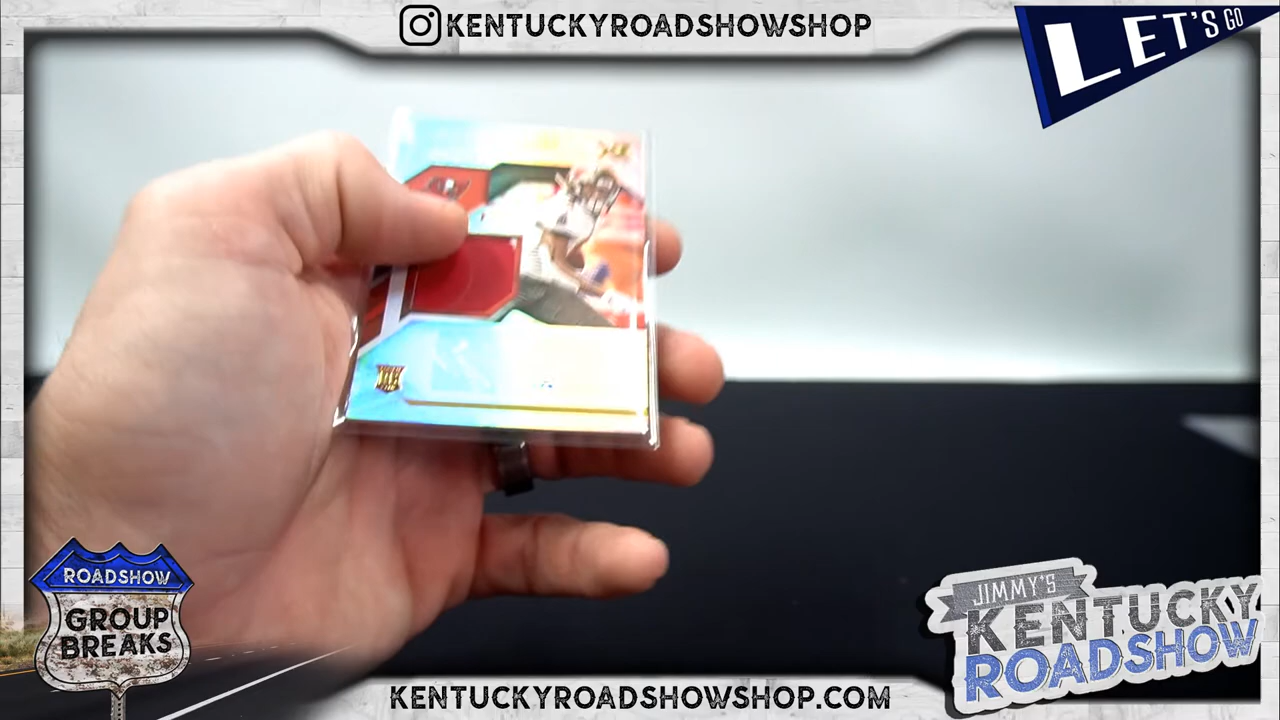 KENTUCKYROADSHOWSHOP
LET'S GO
ROADSHOW
GROUP
BREAKS
JIMMY'S
KENTUCKY
ROADSHOW
KENTUCKYROADSHOWSHOP.COM